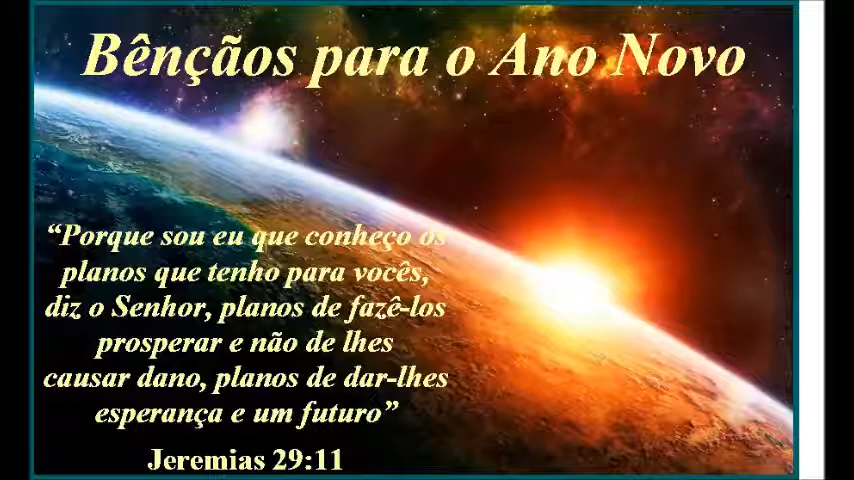 Bênçãos para o Ano Novo
“Porque sou eu que conheço os
planos que tenho para vocês,
diz o Senhor, planos de fazê-los
prosperar e não de lhes
causar dano, planos de dar-lhes
esperança e um futuro”
Jeremias 29:11